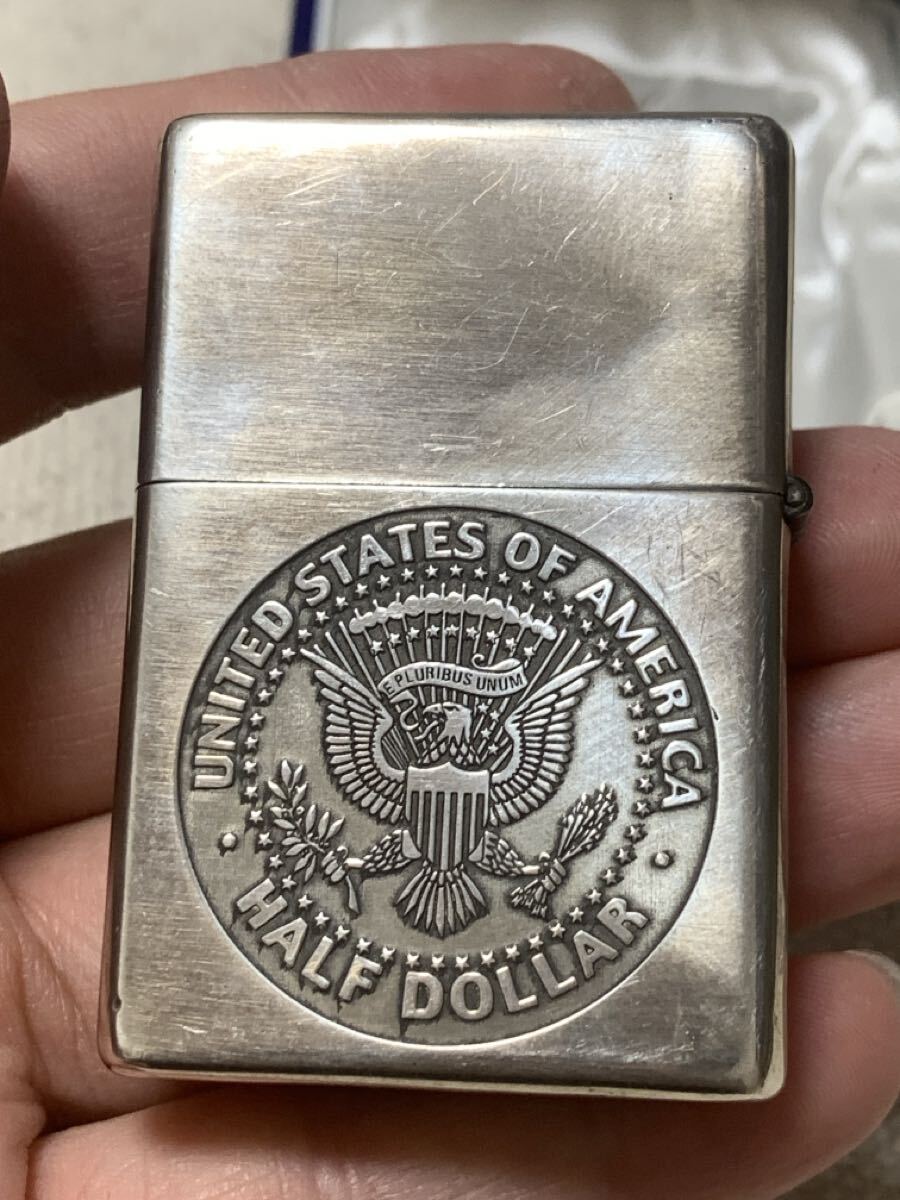 UNITED STATES OF AMERICA
E PLURIBUS UNUM
HALF DOLLAR